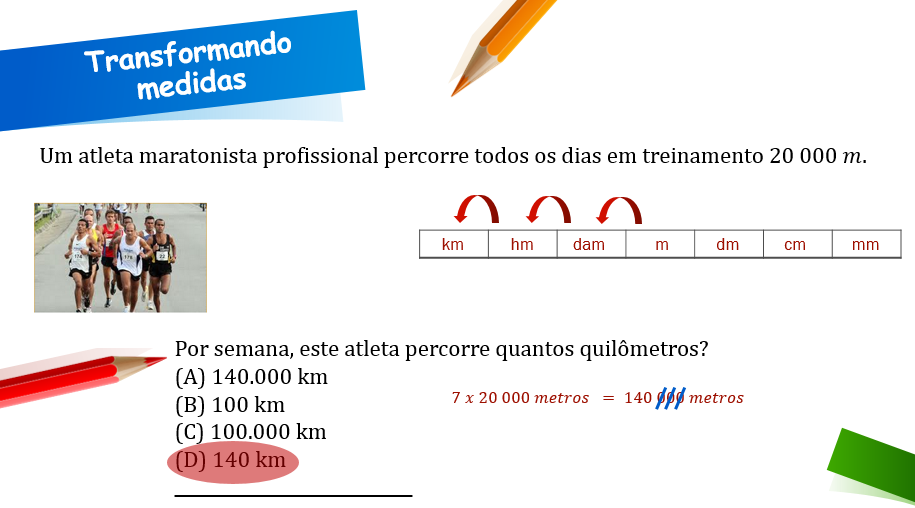 Transformando
medidas
Um atleta maratonista profissional percorre todos os dias em treinamento 20 000 m.
km hm dam m dm cm mm
Por semana, este atleta percorre quantos quilômetros?
(A) 140.000 km
(B) 100 km
(C) 100.000 km
(D) 140 km
7 x 20 000 metros = 140 000 metros